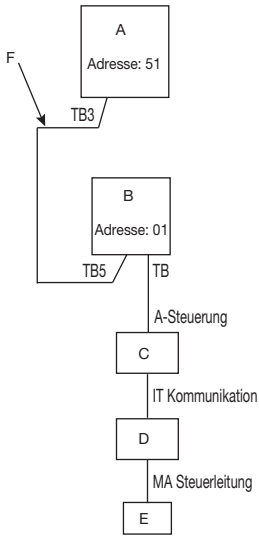 A
Adresse: 51
F
TB3
B
Adresse: 01
TB5
TB
A-Steuerung
C
IT Kommunikation
D
MA Steuerleitung
E